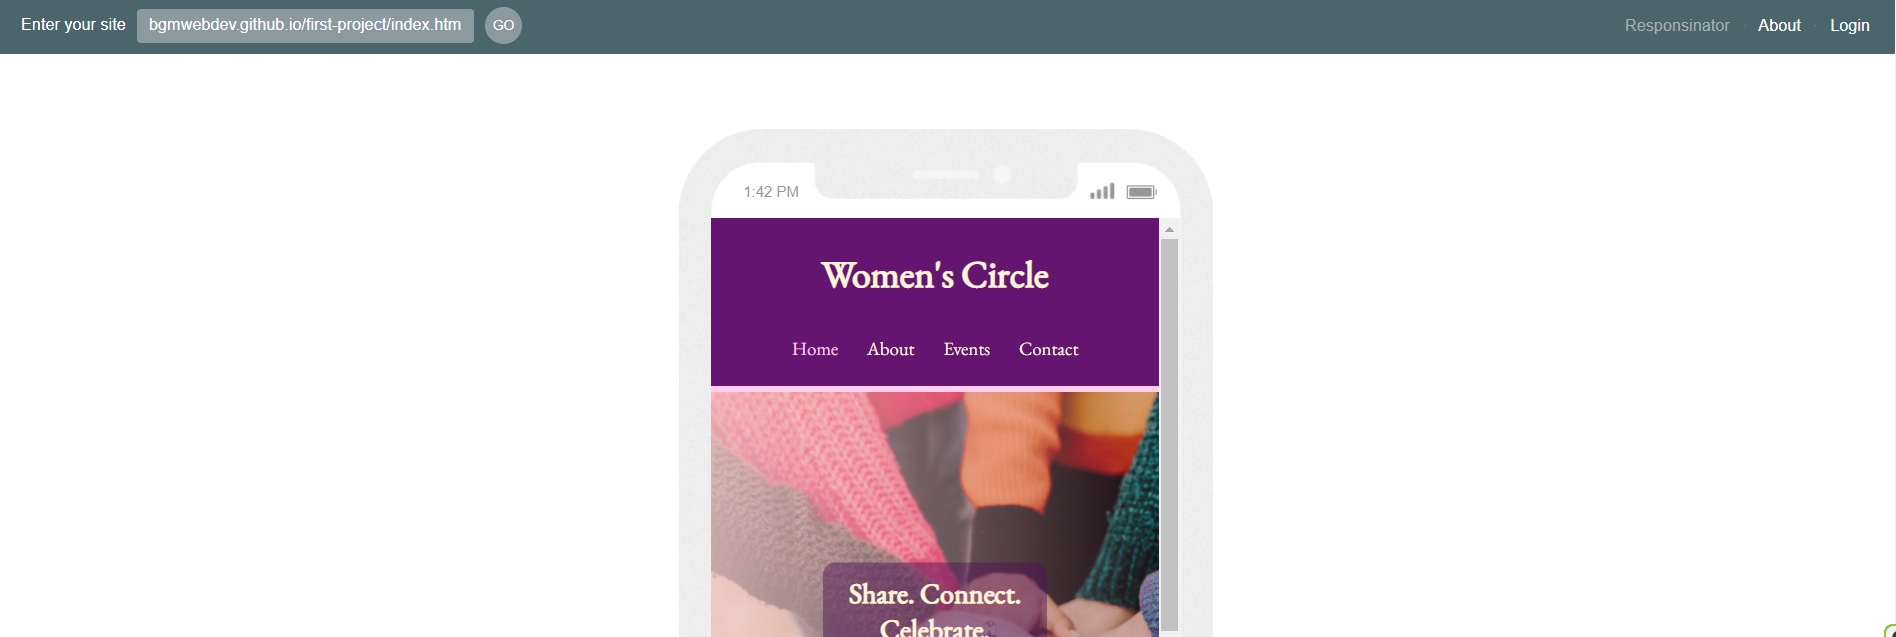 Enter your site bgmwebdev.github.io/first-project/index.htm GO Responsinator · About · Login
1:42 PM
Women's Circle
Home About Events Contact
Share. Connect.
Celebrate.